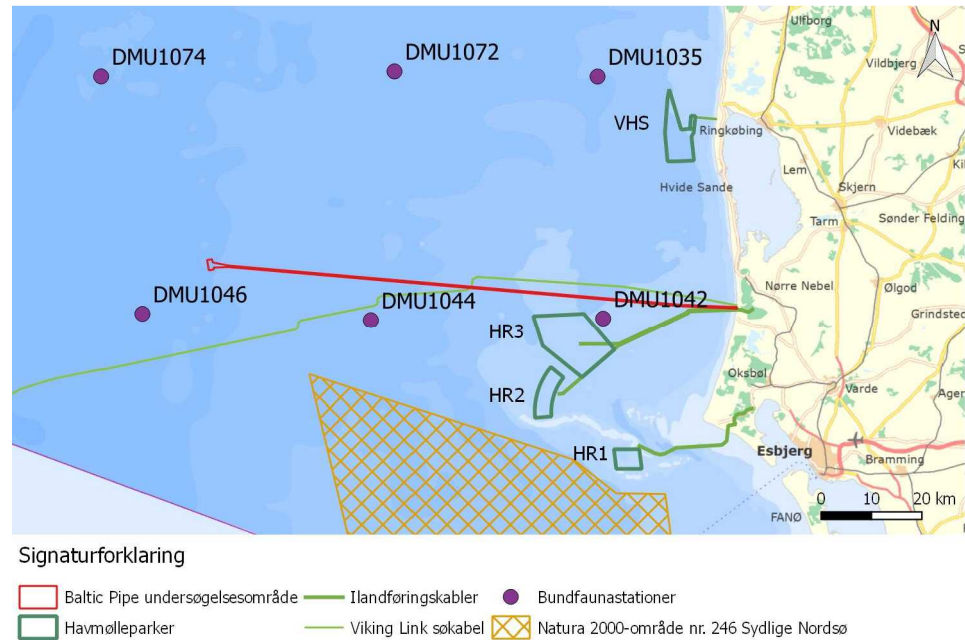 Ulfborg
N
DMU1074
DMU1072
DMU1035
Vildbjerg
VHS
Ringkøbing
Videbæk
Lem
Hvide Sande
Skjern
Tarm
Sønder Felding
DMU1046
DMU1044
DMU1042
Nørre Nebel
Ølgod
Grindsted
HR3
HR2
Oksbøl
Varde
HR1
Esbjerg
Bramming
0 10 20 km
FANØ
Signaturforklaring
Baltic Pipe undersøgelsesområde
Ilandføringskabler
Bundfaunastationer
Havmølleparker
Viking Link søkabel
Natura 2000-område nr. 246 Sydlige Nordsø